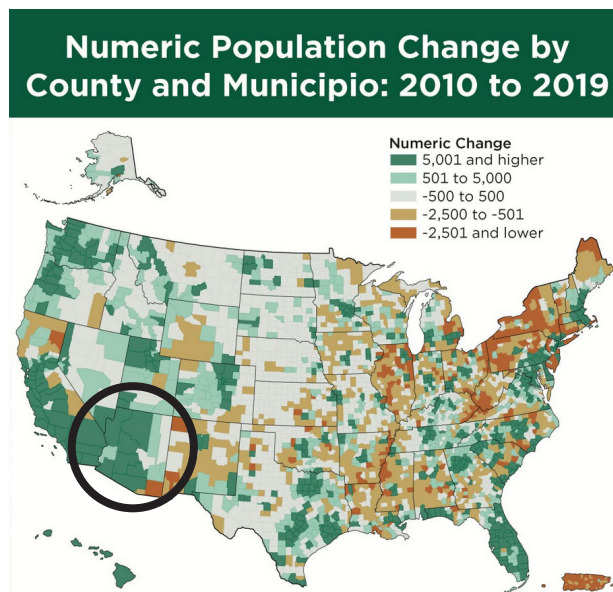 Numeric Population Change by
County and Municipio: 2010 to 2019
Numeric Change
5,001 and higher
501 to 5,000
-500 to 500
-2,500 to -501
-2,501 and lower